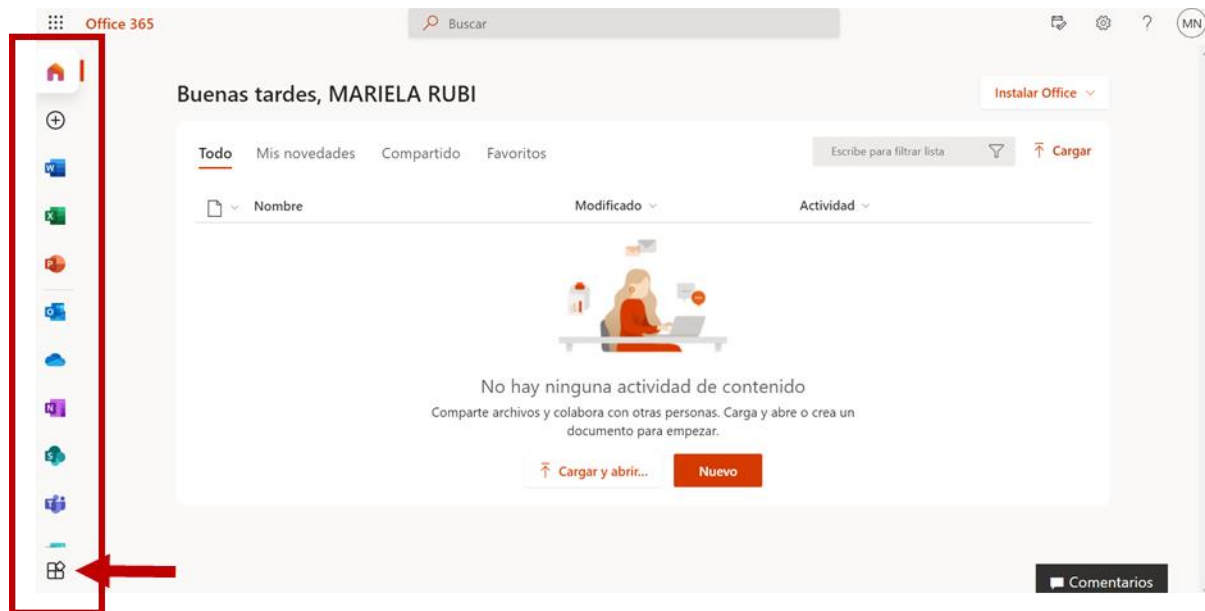 Office 365
Buscar
?
MN
Buenas tardes, MARIELA RUBI
Instalar Office
Todo Mis novedades Compartido Favoritos
Escribe para filtrar lista
Cargar
Nombre Modificado Actividad
W
X
P
O
N
S
T
No hay ninguna actividad de contenido
Comparte archivos y colabora con otras personas. Carga y abre o crea un
documento para empezar.
Cargar y abrir... Nuevo
Comentarios